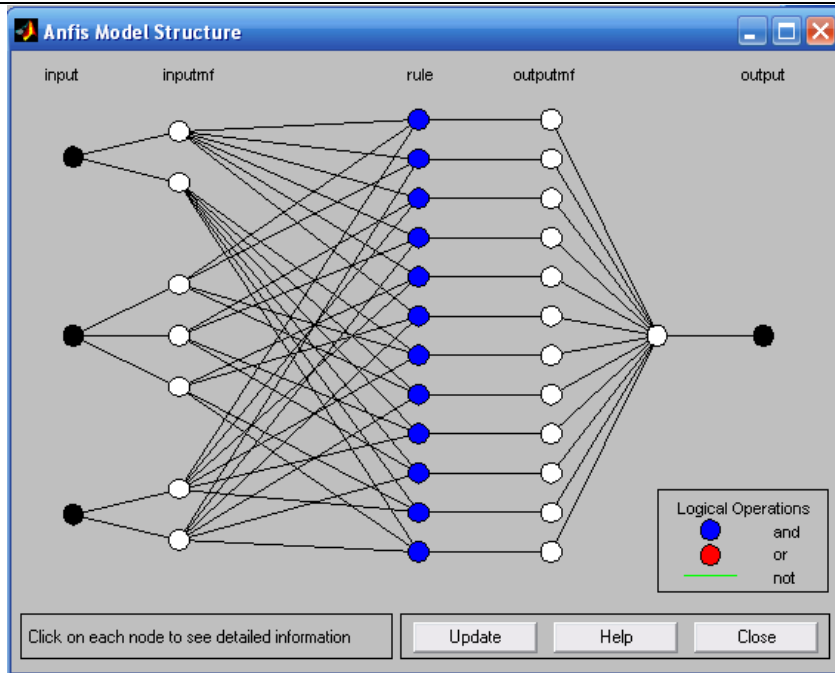 Anfis Model Structure
input inputmf rule outputmf output
Logical Operations
and
or
not
Click on each node to see detailed information
Update Help Close